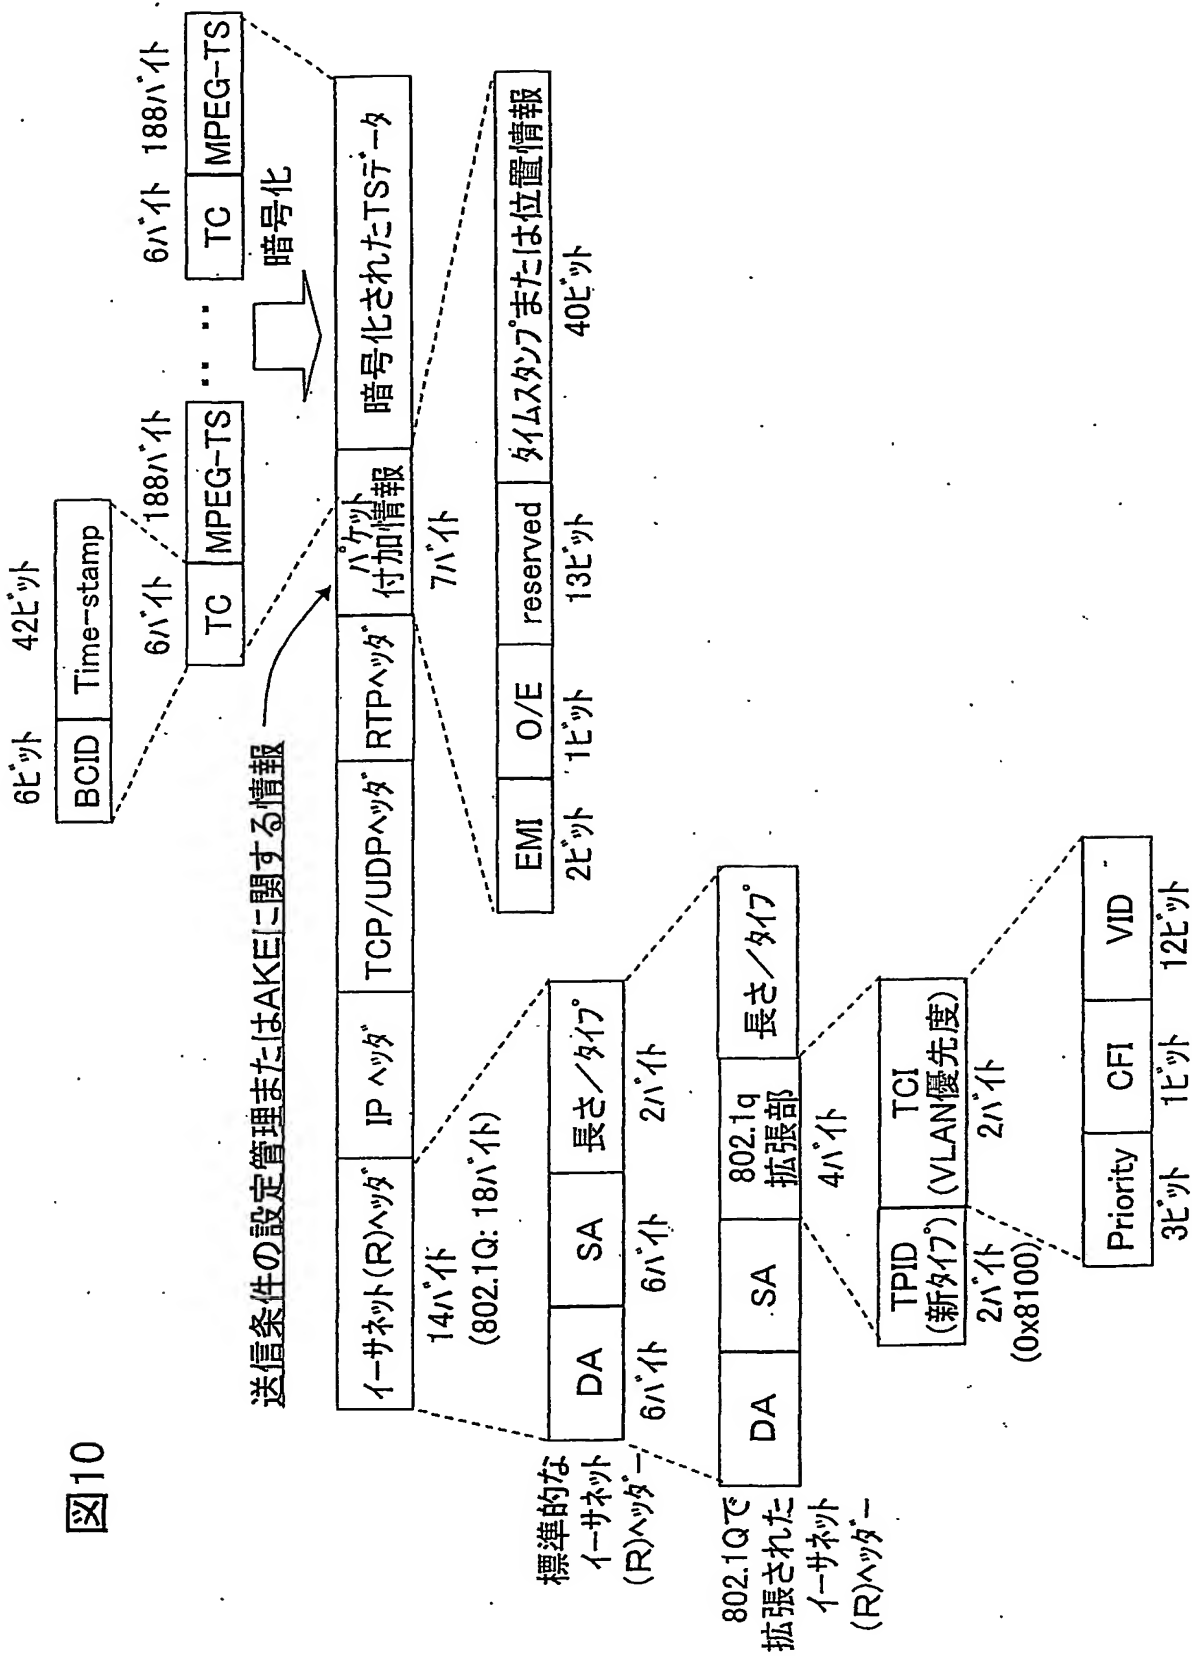 図10
6ビット
42ビット
BCID
Time-stamp
6バイト
188バイト
6バイト
188バイト
TC
MPEG-TS
‥ ‥
TC
MPEG-TS
暗号化
送信条件の設定管理またはAKEに関する情報
イーサネット(R)ヘッダ
IP ヘッダ
TCP/UDPヘッダ
RTPヘッダ
パケット
付加情報
暗号化されたTSデータ
14バイト
(802.1Q: 18バイト)
7バイト
EMI
O/E
reserved
タイムスタンプまたは位置情報
2ビット
1ビット
13ビット
40ビット
標準的な
イーサネット
(R)ヘッダー
DA
SA
長さ/タイプ
6バイト
6バイト
2バイト
802.1Qで
拡張された
イーサネット
(R)ヘッダー
DA
SA
802.1q
拡張部
長さ/タイプ
4バイト
TPID
(新タイプ)
TCI
(VLAN優先度)
2バイト
(0x8100)
2バイト
Priority
CFI
VID
3ビット
1ビット
12ビット